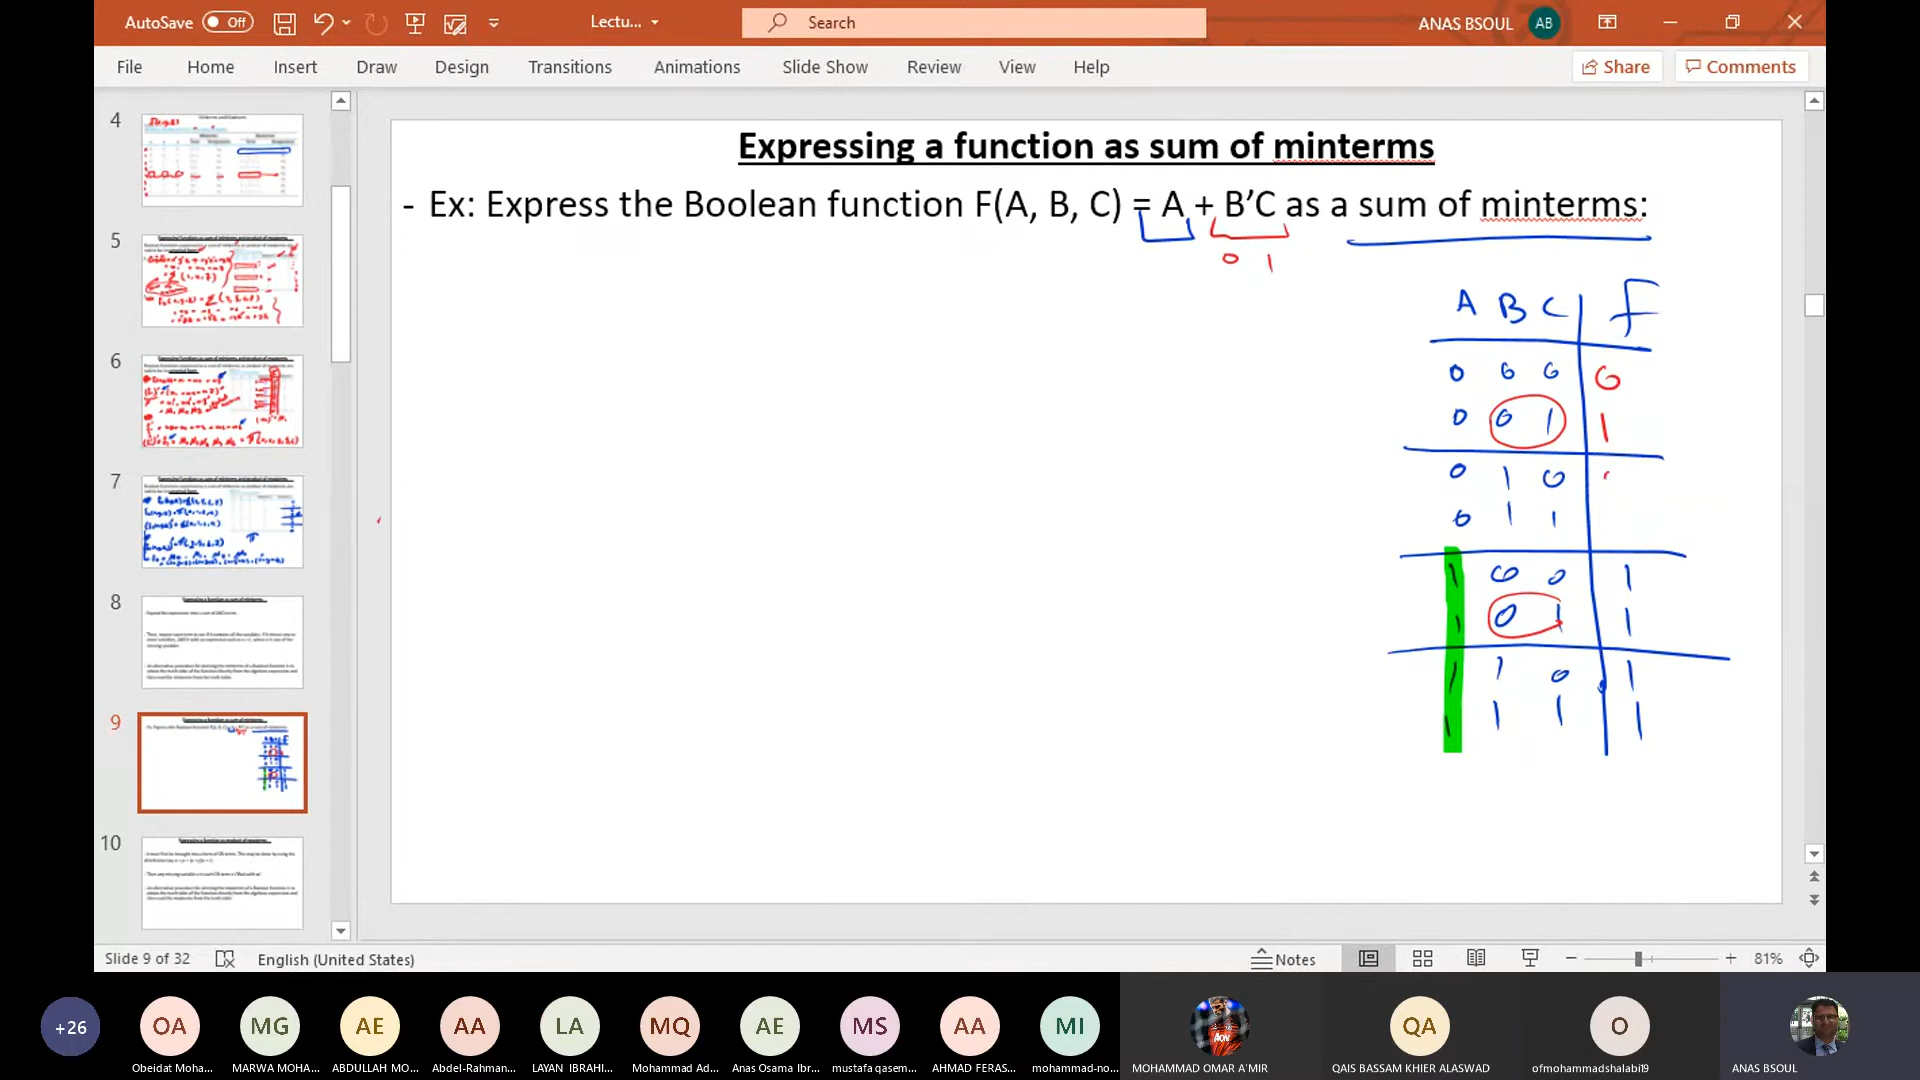 AutoSave Off
Lectu...
Search
ANAS BSOUL AB
File Home Insert Draw Design Transitions Animations Slide Show Review View Help
Share Comments
4
5
6
7
8
9
10
Expressing a function as sum of minterms
- Ex: Express the Boolean function F(A, B, C) = A + B’C as a sum of minterms:
0 1
A B C F
0 0 0 0
0 0 1 1
0 1 0
0 1 1
1 0 0 1
1 0 1 1
1 1 0 1
1 1 1 1
Slide 9 of 32 English (United States) Notes 81%
+26 OA MG AE AA LA MQ AE MS AA MI QA O
Obeidat Moha... MARWA MOHA... ABDULLAH MO... Abdel-Rahman... LAYAN IBRAHI... Mohammad Ad... Anas Osama Ibr... mustafa qasem... AHMAD FERAS... mohammad-no... MOHAMMAD OMAR A'MIR QAIS BASSAM KHIER ALASWAD ofmohammadshalabi19 ANAS BSOUL